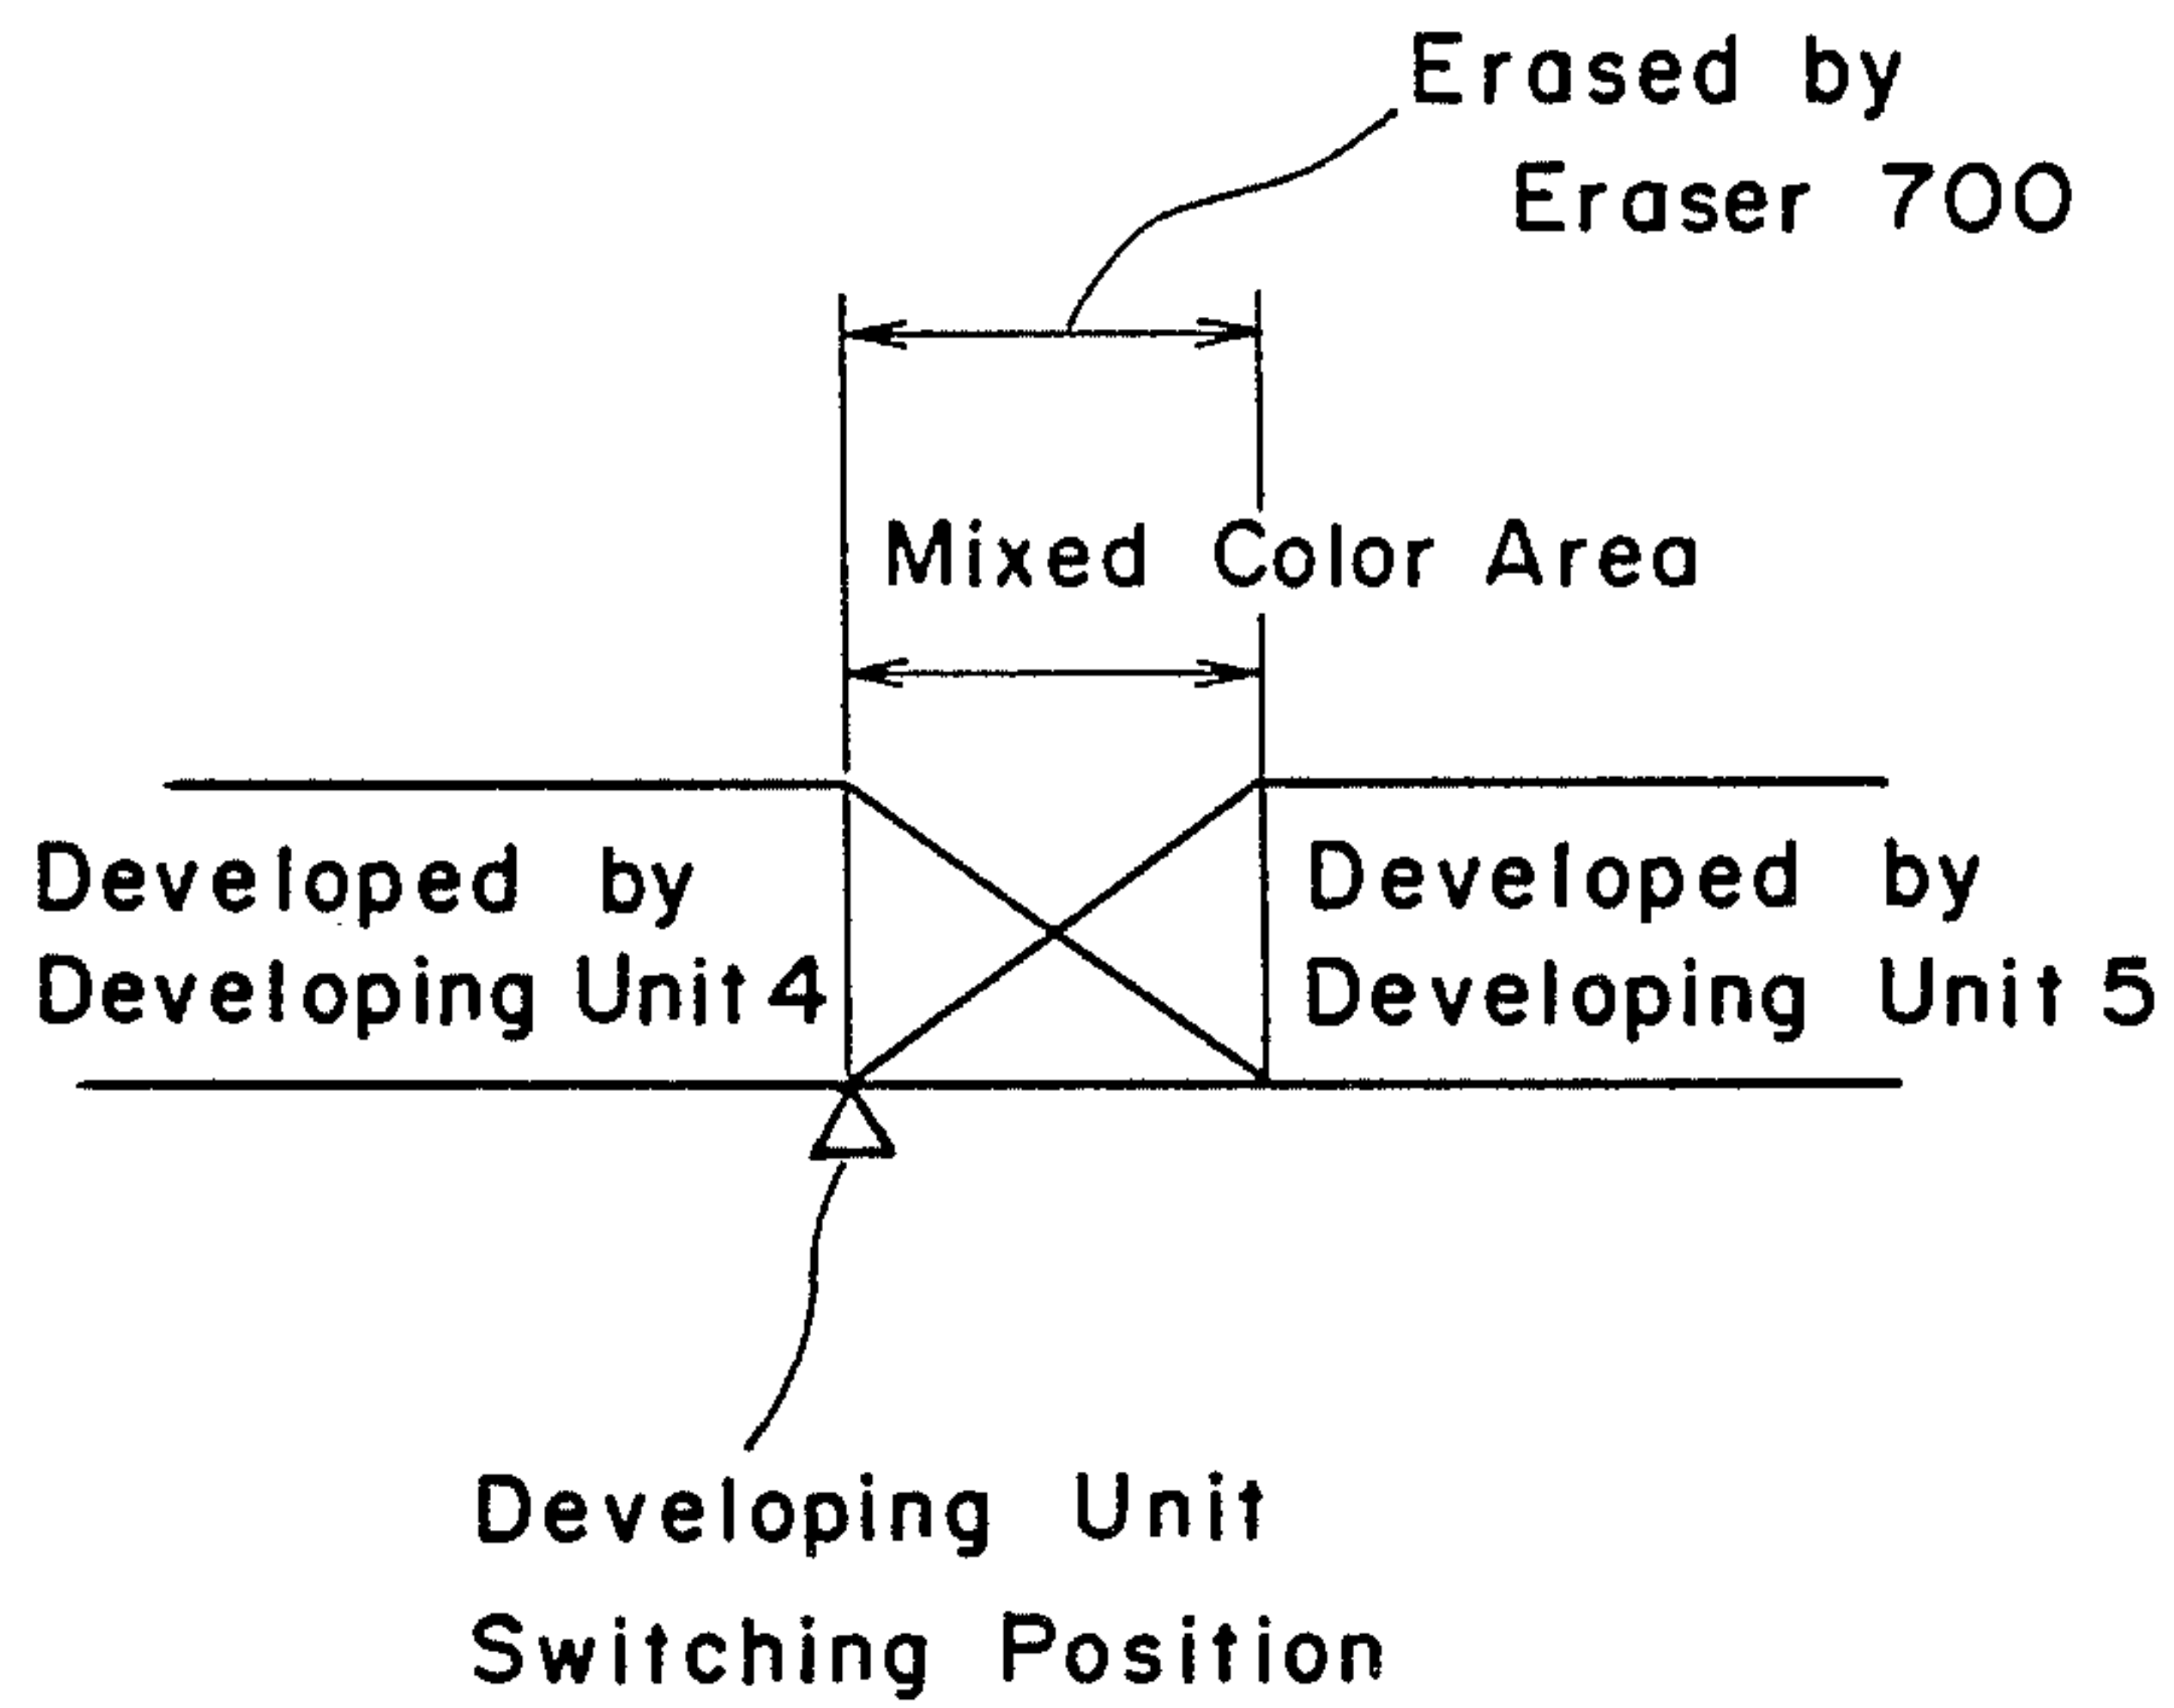 Erased by
Eraser 700
Mixed Color Area
Developed by
Developing Unit 4
Developed by
Developing Unit 5
Developing Unit
Switching Position